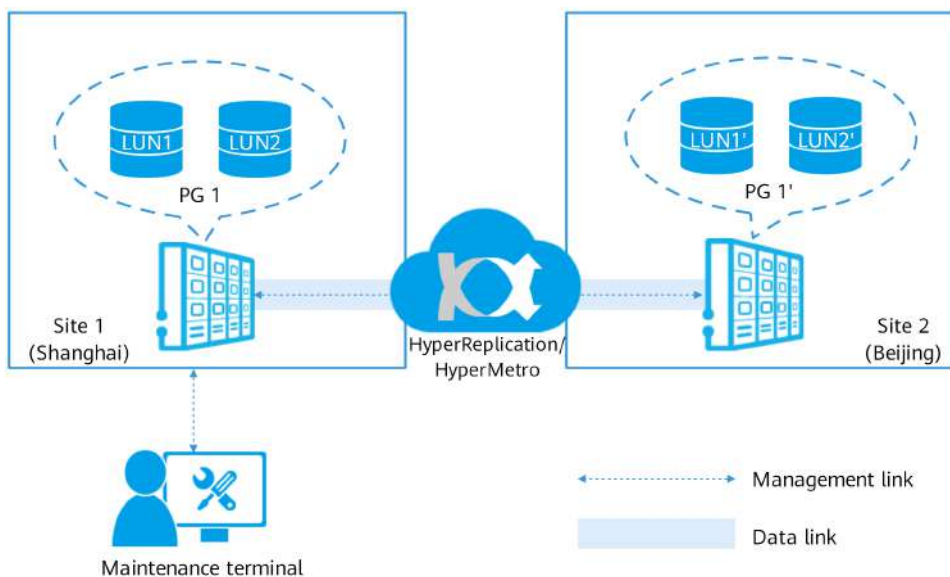 LUN1
LUN2
PG 1
LUN1'
LUN2'
PG 1'
Site 1
(Shanghai)
HyperReplication/
HyperMetro
Site 2
(Beijing)
Management link
Data link
Maintenance terminal